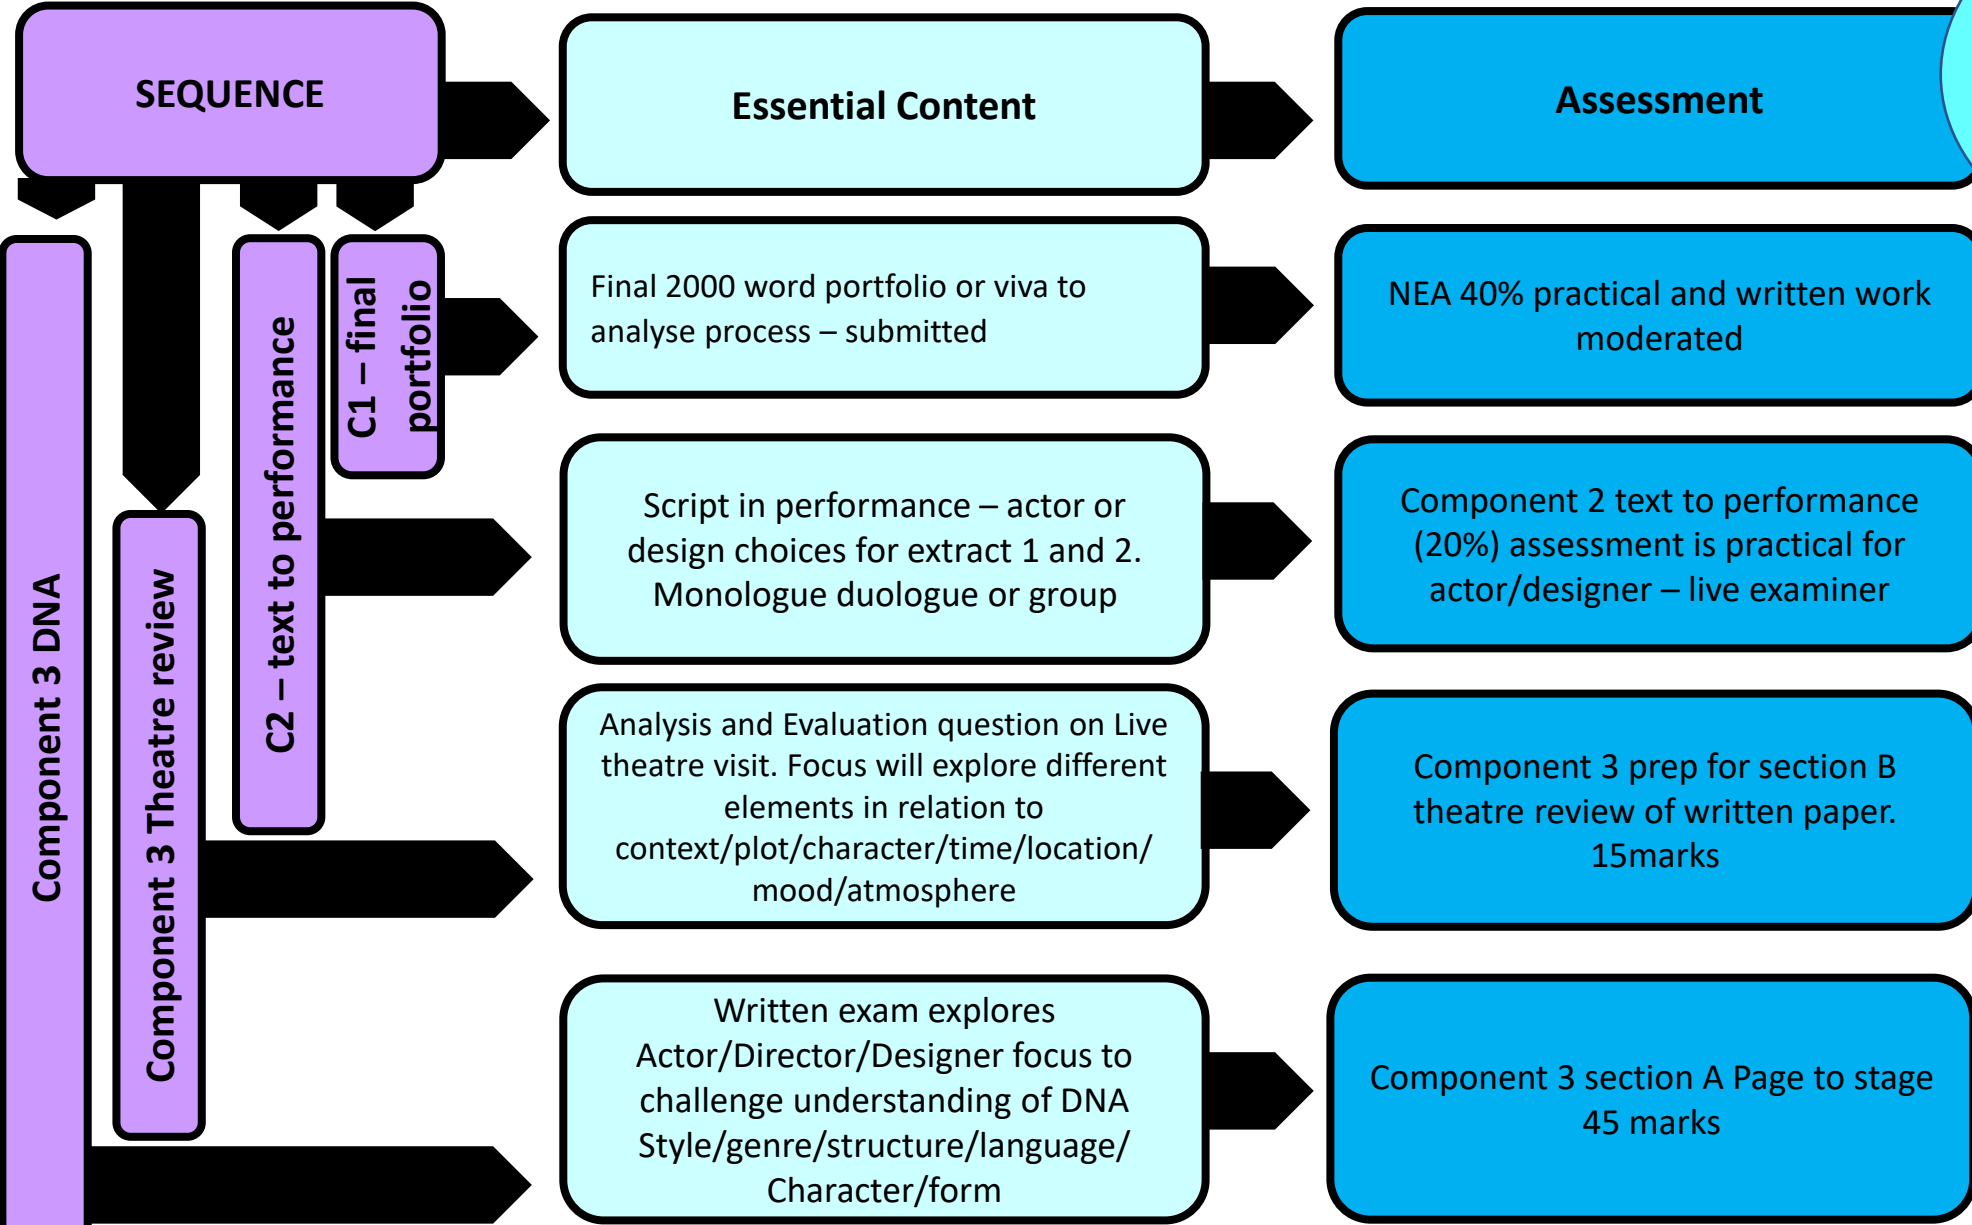 SEQUENCE
Essential Content
Assessment
C1 – final
portfolio
Final 2000 word portfolio or viva to
analyse process – submitted
NEA 40% practical and written work
moderated
C2 – text to performance
Script in performance – actor or
design choices for extract 1 and 2.
Monologue duologue or group
Component 2 text to performance
(20%) assessment is practical for
actor/designer – live examiner
Component 3 Theatre review
Analysis and Evaluation question on Live
theatre visit. Focus will explore different
elements in relation to
context/plot/character/time/location/
mood/atmosphere
Component 3 prep for section B
theatre review of written paper.
15marks
Component 3 DNA
Written exam explores
Actor/Director/Designer focus to
challenge understanding of DNA
Style/genre/structure/language/
Character/form
Component 3 section A Page to stage
45 marks